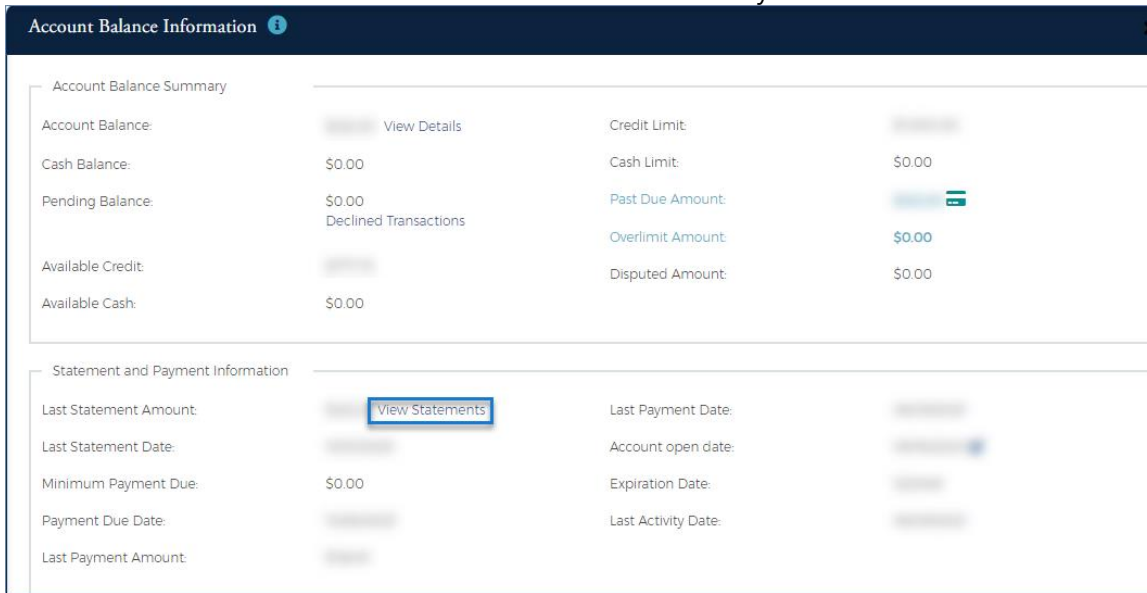 Account Balance Information
Account Balance Summary
Account Balance: View Details
Cash Balance: $0.00
Pending Balance: $0.00
Declined Transactions
Available Credit:
Available Cash: $0.00
Credit Limit:
Cash Limit: $0.00
Past Due Amount:
Overlimit Amount: $0.00
Disputed Amount: $0.00
Statement and Payment Information
Last Statement Amount: View Statements
Last Statement Date:
Minimum Payment Due: $0.00
Payment Due Date:
Last Payment Amount:
Last Payment Date:
Account open date:
Expiration Date:
Last Activity Date: